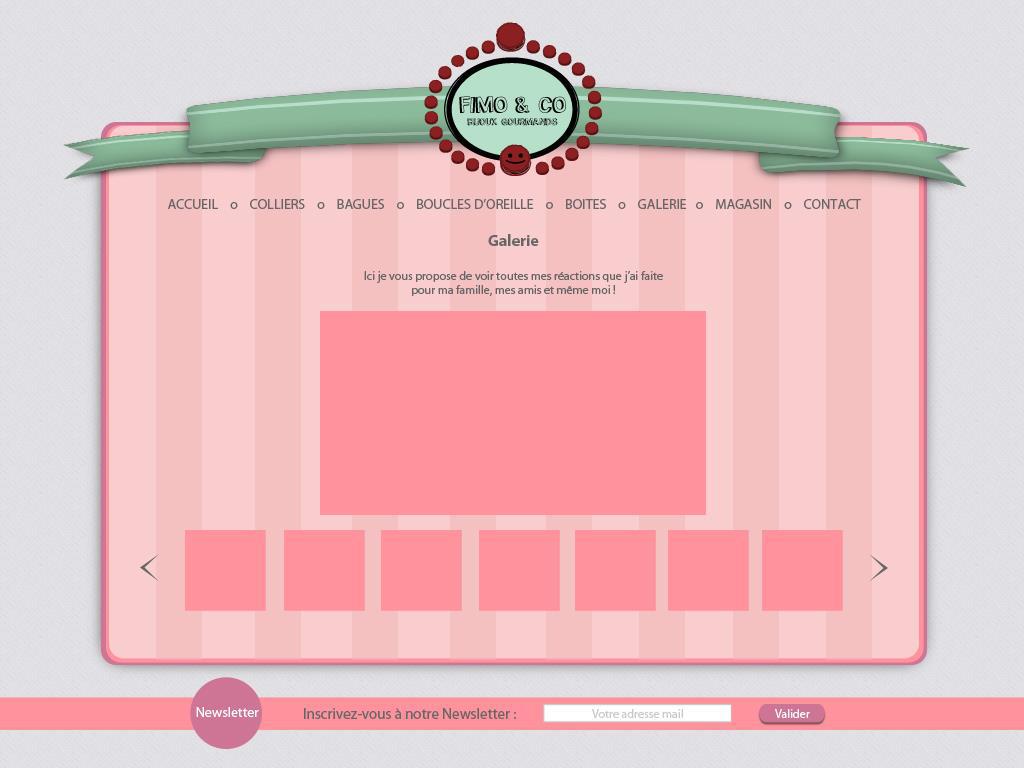 FIMO & CO
BIJOUX GOURMANDS
ACCUEIL o COLLIERS o BAGUES o BOUCLES D'OREILLE o BOITES o GALERIE o MAGASIN o CONTACT
Galerie
Ici je vous propose de voir toutes mes réactions que j'ai faite
pour ma famille, mes amis et même moi !
Newsletter Inscrivez-vous à notre Newsletter : Votre adresse mail Valider